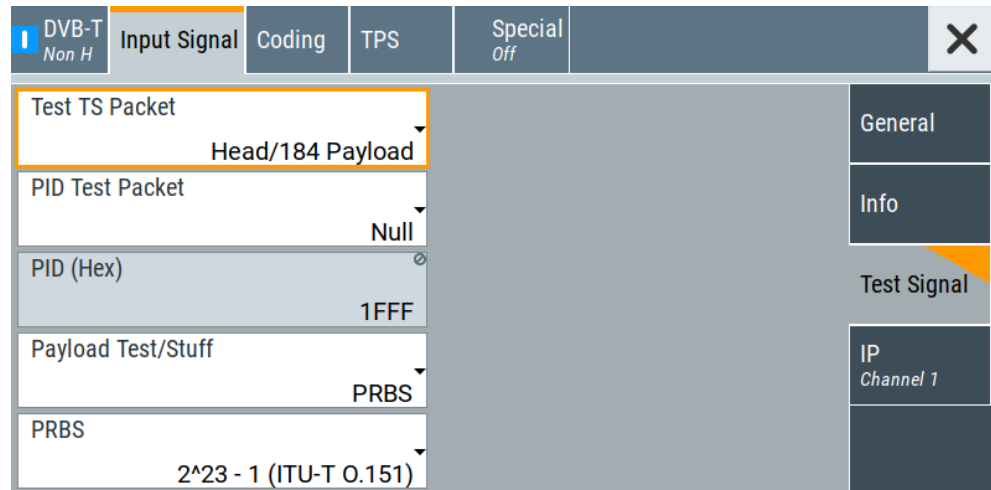 DVB-T
Non H
Input Signal
Coding
TPS
Special
Off
Test TS Packet
Head/184 Payload
PID Test Packet
Null
PID (Hex)
1FFF
Payload Test/Stuff
PRBS
PRBS
2^23 - 1 (ITU-T O.151)
General
Info
Test Signal
IP
Channel 1